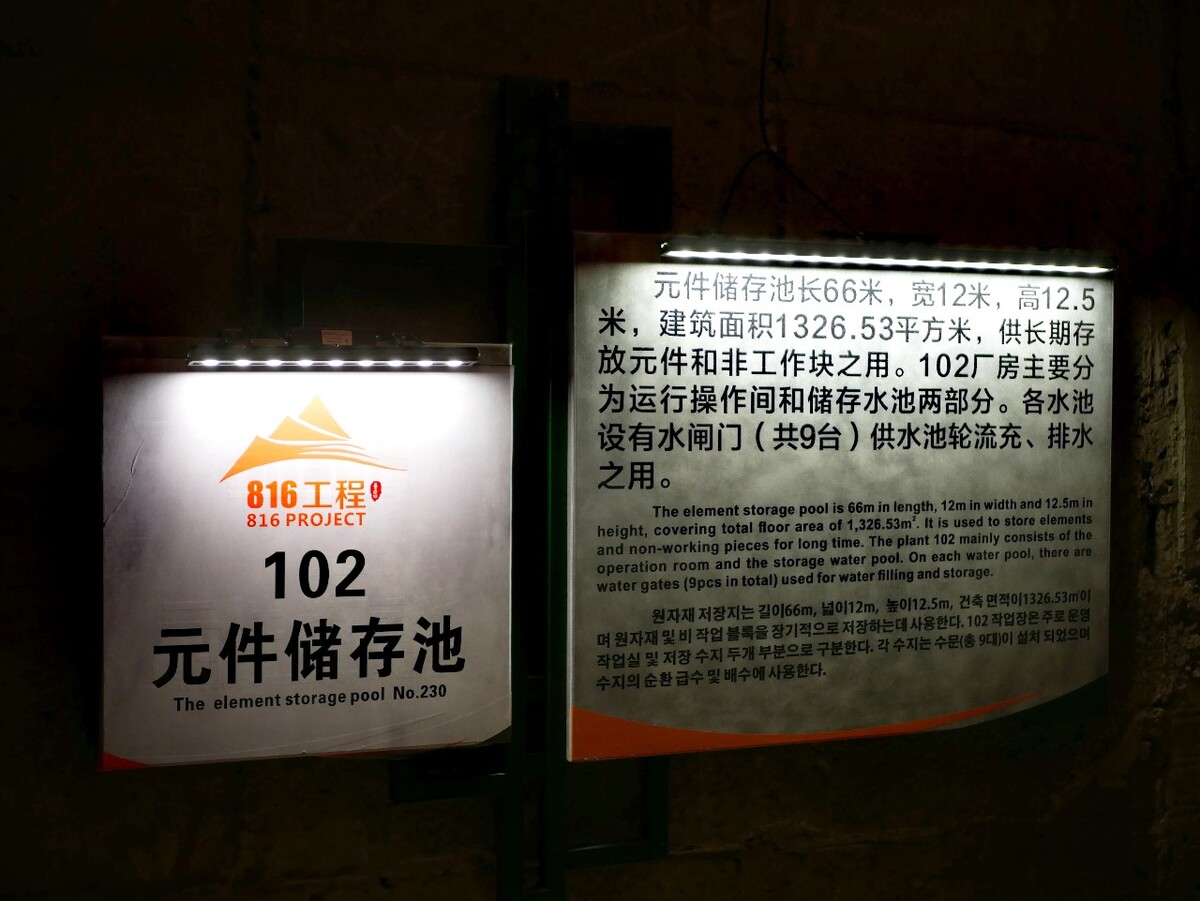 816工程
816 PROJECT
102
元件储存池
The element storage pool No.230
元件储存池长66米，宽12米，高12.5
米，建筑面积1326.53平方米，供长期存
放元件和非工作块之用。102厂房主要分
为运行操作间和储存水池两部分。各水池
设有水闸门（共9台）供水池轮流充、排水
之用。
The element storage pool is 66m in length, 12m in width and 12.5m in
height, covering total floor area of 1,326.53m². It is used to store elements
and non-working pieces for long time. The plant 102 mainly consists of the
operation room and the storage water pool. On each water pool, there are
water gates (9pcs in total) used for water filling and storage.
원자재 저장지는 길이66m, 넓이12m, 높이12.5m, 건축 면적이1326.53㎡이
며 원자재 및 비 작업 블록을 장기적으로 저장하는데 사용한다. 102 작업장은 주로 운영
작업실 및 저장 수지 두개 부분으로 구분한다. 각 수지는 수문(총 9대)이 설치 되었으며
수지의 순환 급수 및 배수에 사용한다.